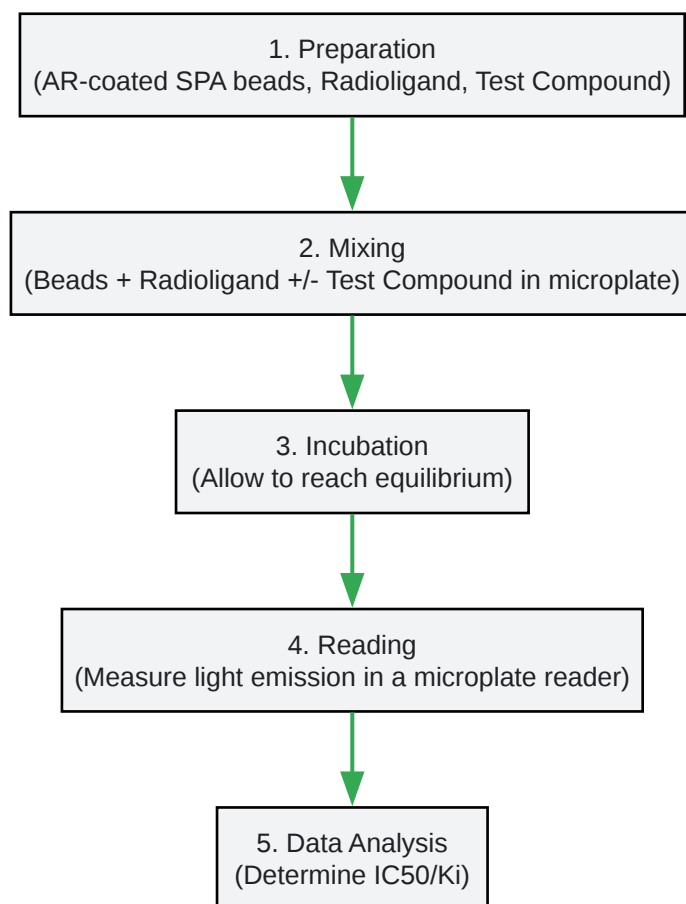 1. Preparation
(AR-coated SPA beads, Radioligand, Test Compound)
2. Mixing
(Beads + Radioligand +/- Test Compound in microplate)
3. Incubation
(Allow to reach equilibrium)
4. Reading
(Measure light emission in a microplate reader)
5. Data Analysis
(Determine IC50/Ki)